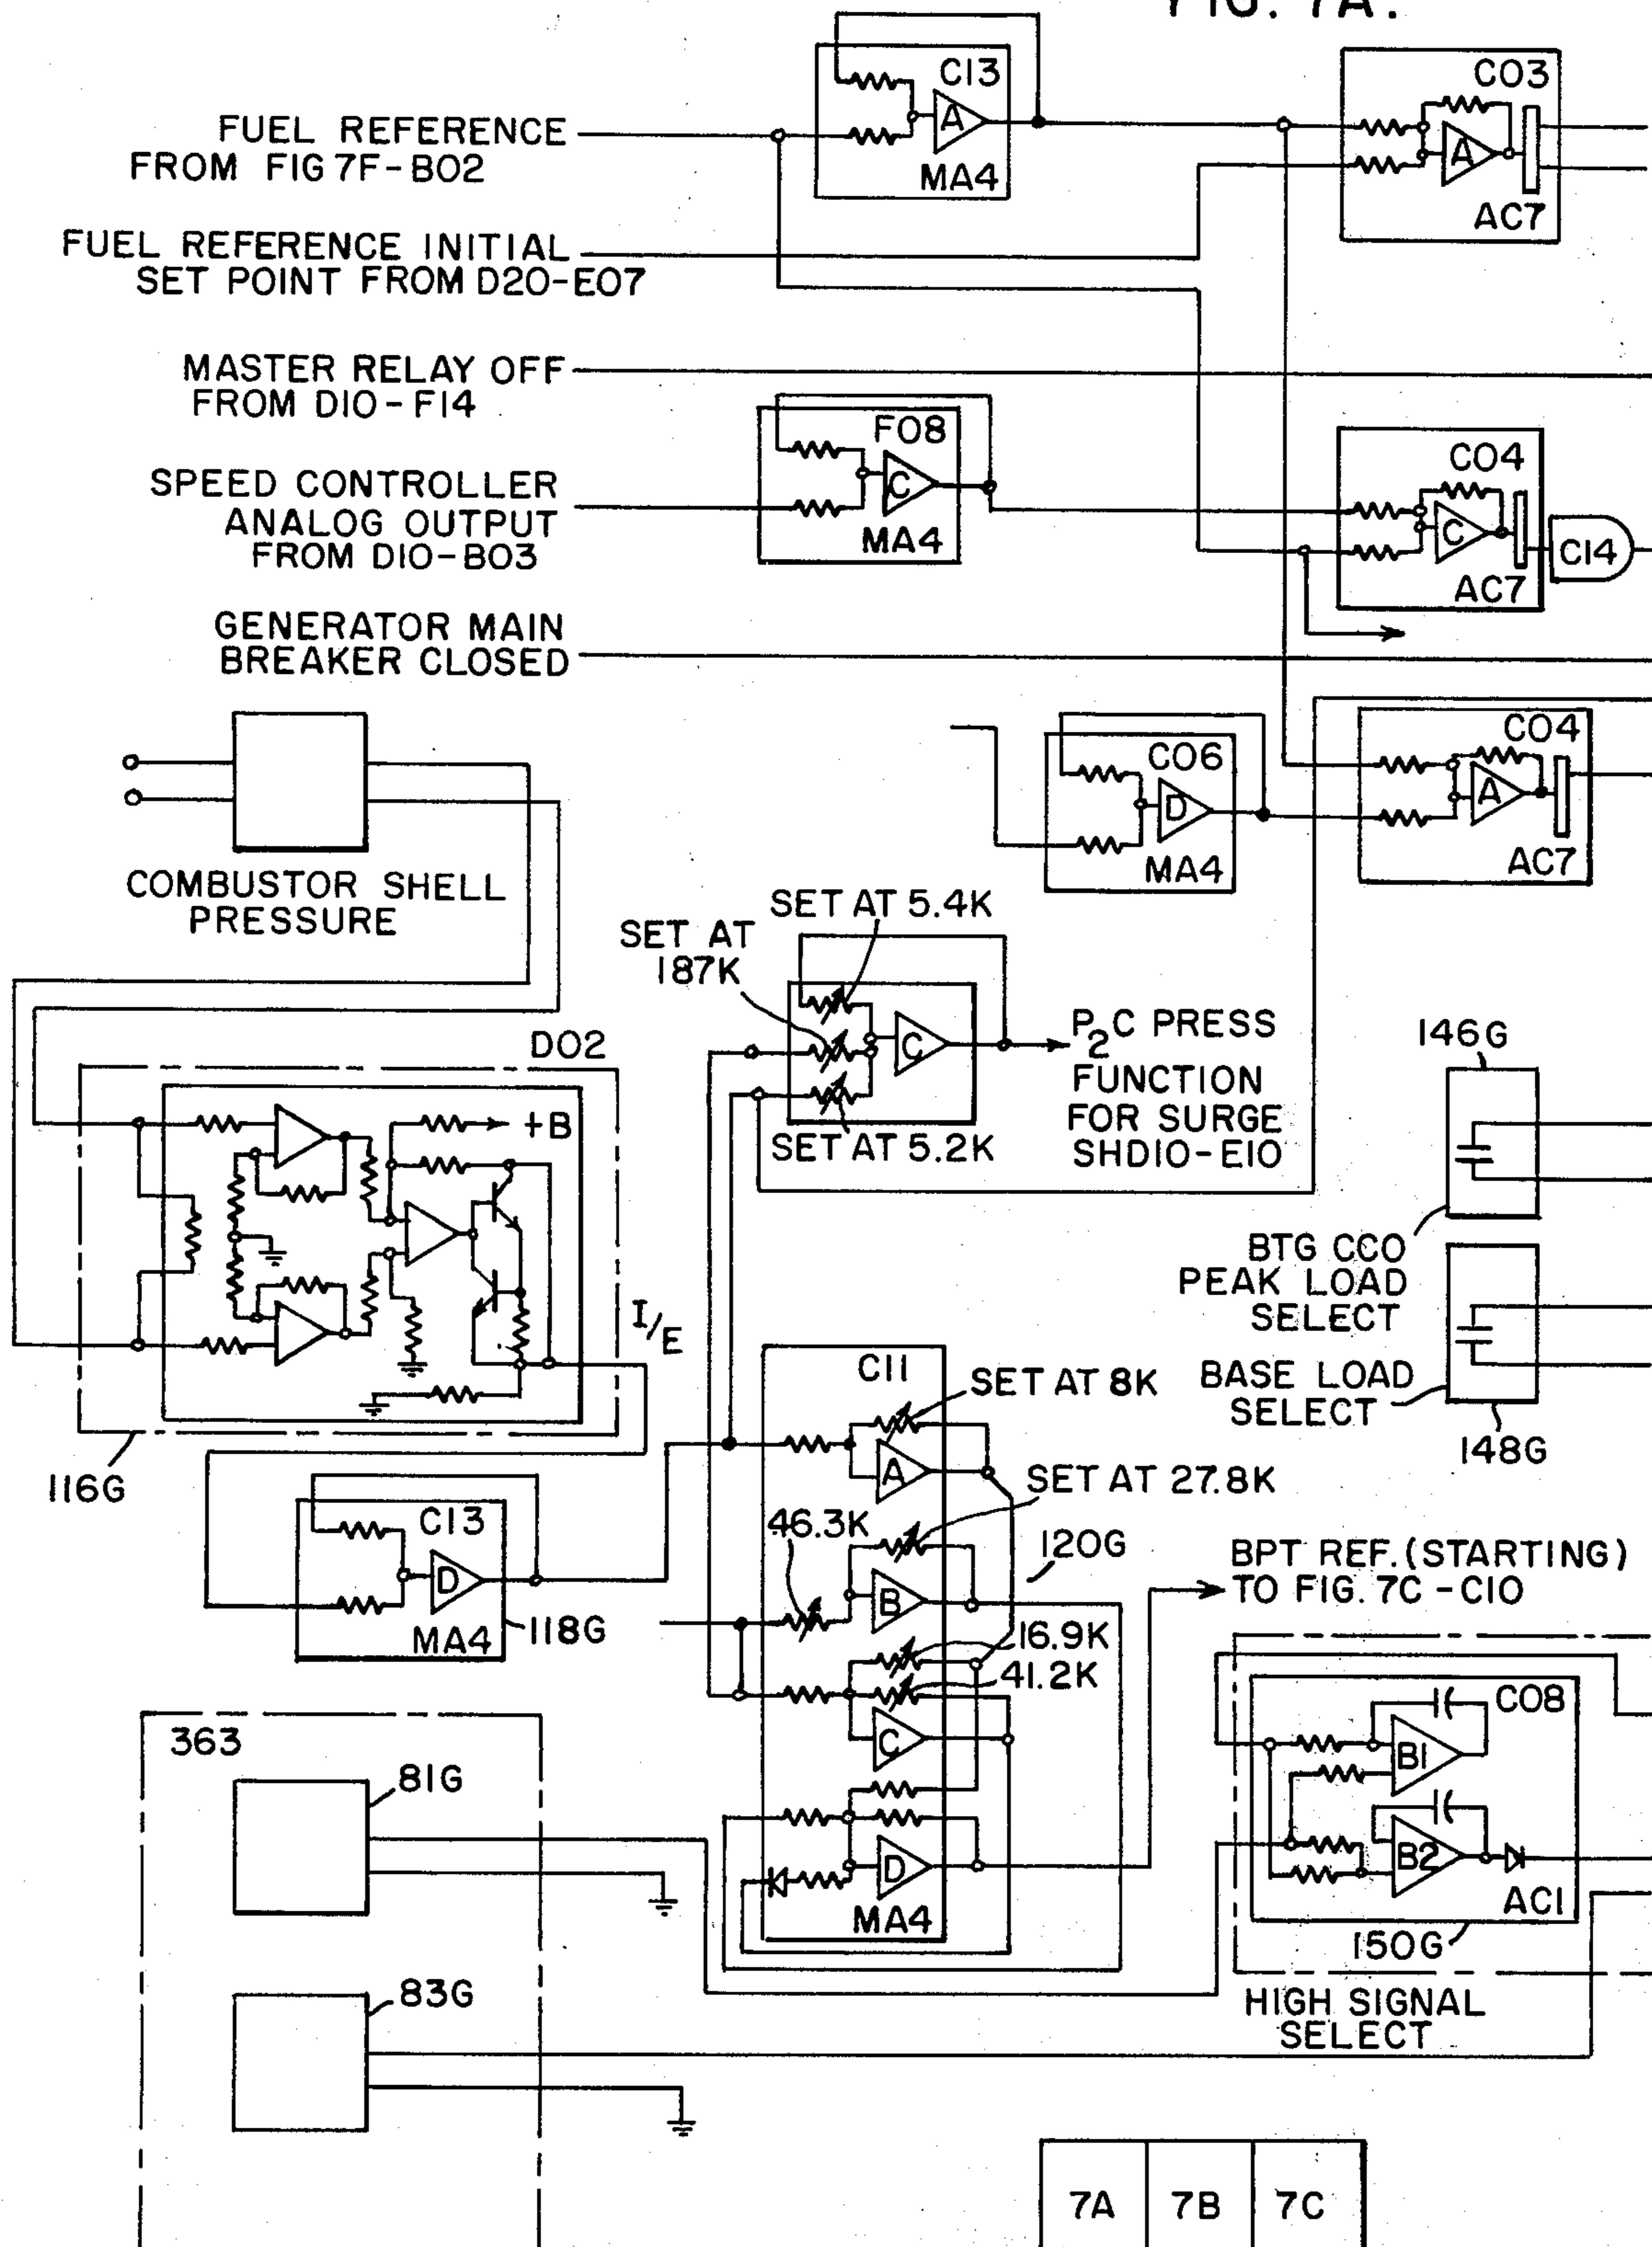 FIG. 7A.
C13
A
MA4
C03
A
AC7
FUEL REFERENCE
FROM FIG 7F-B02
FUEL REFERENCE INITIAL
SET POINT FROM D20-E07
MASTER RELAY OFF
FROM D10-F14
F08
C
MA4
SPEED CONTROLLER
ANALOG OUTPUT
FROM D10-B03
C04
C
AC7
C14
GENERATOR MAIN
BREAKER CLOSED
C06
D
MA4
C04
A
AC7
COMBUSTOR SHELL
PRESSURE
SET AT 5.4K
SET AT
187K
C
SET AT 5.2K
P2C PRESS
FUNCTION
FOR SURGE
SHD10-E10
146G
BTG CCO
PEAK LOAD
SELECT
BASE LOAD
SELECT
148G
D02
+B
I/E
116G
C13
D
MA4
118G
C11
SET AT 8K
A
SET AT 27.8K
46.3K
B
120G
16.9K
41.2K
C
D
MA4
BPT REF. (STARTING)
TO FIG. 7C-C10
C08
B1
B2
AC1
150G
HIGH SIGNAL
SELECT
363
81G
83G
7A 7B 7C